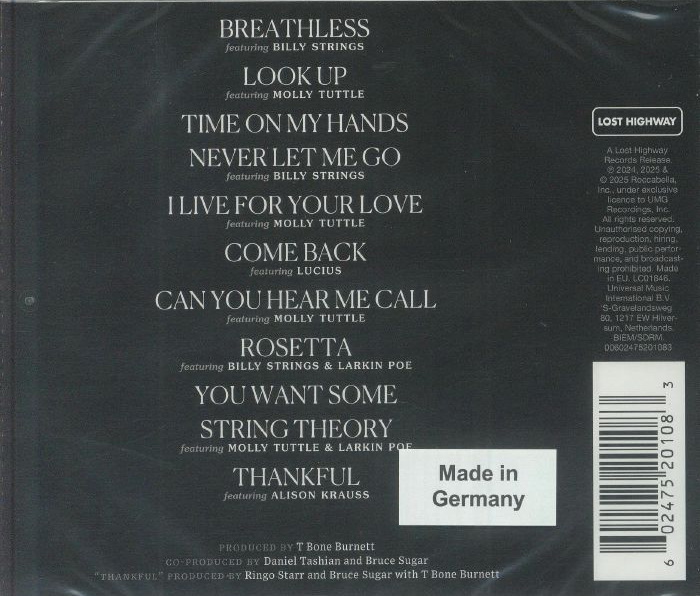 BREATHLESS
featuring BILLY STRINGS
LOOK UP
featuring MOLLY TUTTLE
TIME ON MY HANDS
NEVER LET ME GO
featuring BILLY STRINGS
I LIVE FOR YOUR LOVE
featuring MOLLY TUTTLE
COME BACK
featuring LUCIUS
CAN YOU HEAR ME CALL
featuring MOLLY TUTTLE
ROSETTA
featuring BILLY STRINGS & LARKIN POE
YOU WANT SOME
STRING THEORY
featuring MOLLY TUTTLE & LARKIN POE
THANKFUL
featuring ALISON KRAUSS
PRODUCED BY T Bone Burnett
CO-PRODUCED BY Daniel Tashian and Bruce Sugar
"THANKFUL" PRODUCED BY Ringo Starr and Bruce Sugar with T Bone Burnett
Made in
Germany
LOST HIGHWAY
A Lost Highway
Records Release.
℗ 2024, 2025 &
© 2025 Roccabella,
Inc., under exclusive
licence to UMG
Recordings, Inc.
All rights reserved.
Unauthorised copying,
reproduction, hiring,
lending, public perfor-
mance, and broadcast-
ing prohibited. Made
in EU. LC01846.
Universal Music
International B.V.
'S-Gravelandseweg
80, 1217 EW Hilver-
sum, Netherlands.
BIEM/SDRM.
00602475201083
6 02475 20108 3